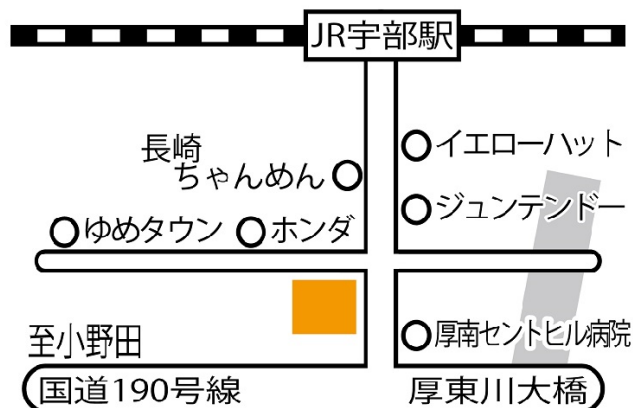 JR宇部駅
イエローハット
長崎
ちゃんめん
ジュンテンドー
ゆめタウン
ホンダ
至小野田
厚南セントヒル病院
国道190号線
厚東川大橋